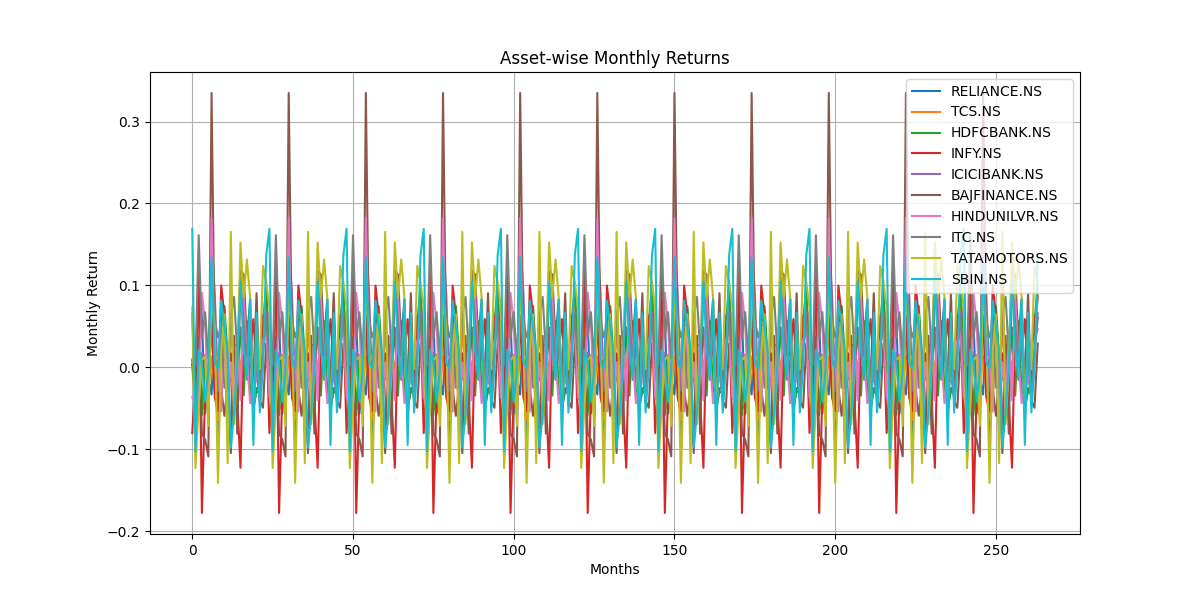 Asset-wise Monthly Returns
RELIANCE.NS
TCS.NS
HDFCBANK.NS
INFY.NS
ICICIBANK.NS
BAJFINANCE.NS
HINDUNILVR.NS
ITC.NS
TATAMOTORS.NS
SBIN.NS
Monthly Return
0.3
0.2
0.1
0.0
−0.1
−0.2
0 50 100 150 200 250
Months